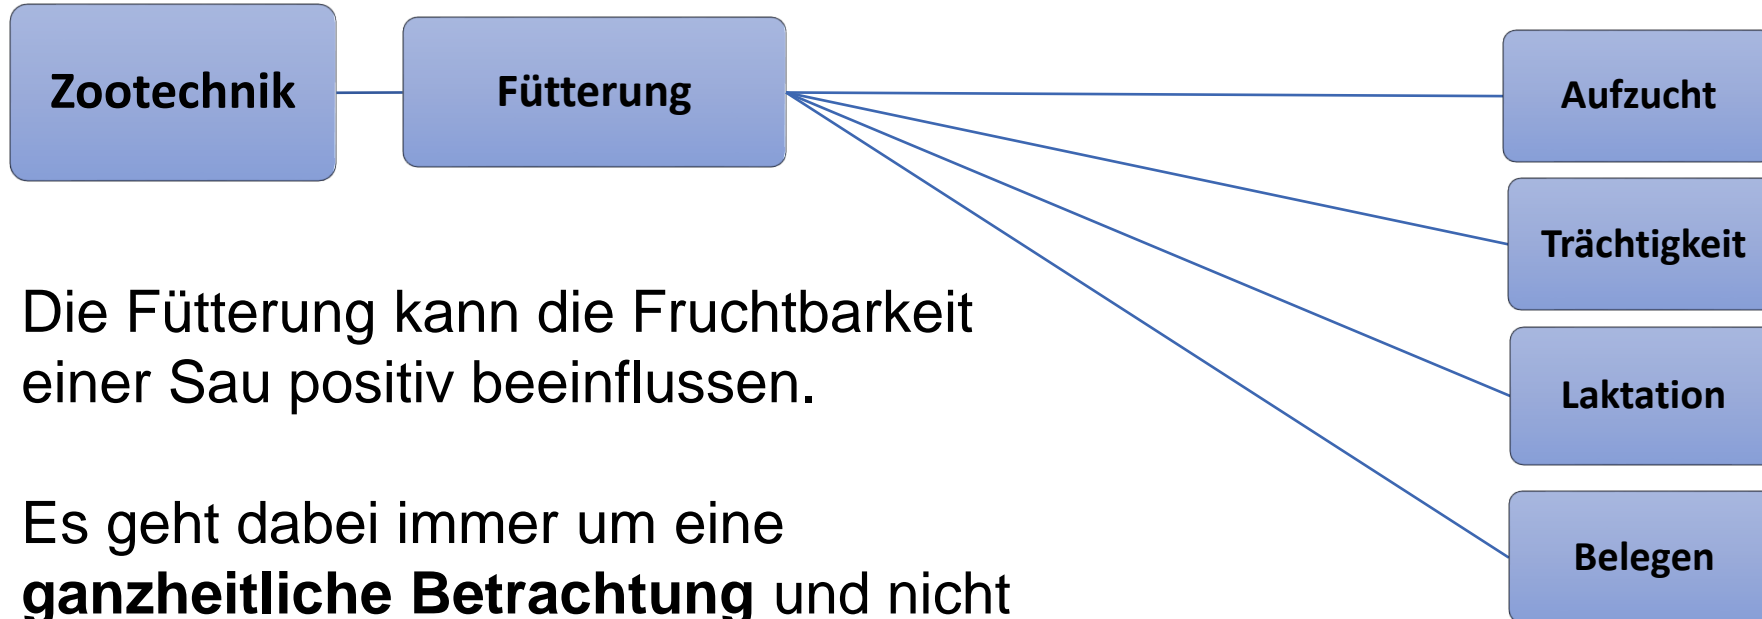 Zootechnik
Fütterung
Aufzucht
Trächtigkeit
Laktation
Belegen
Die Fütterung kann die Fruchtbarkeit
einer Sau positiv beeinflussen.
Es geht dabei immer um eine
ganzheitliche Betrachtung und nicht